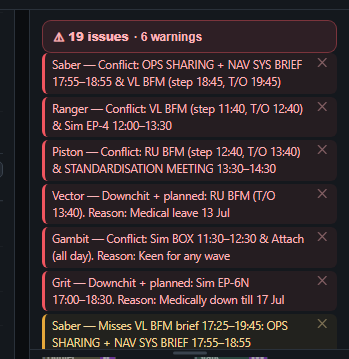 ⚠ 19 issues · 6 warnings
Saber — Conflict: OPS SHARING + NAV SYS BRIEF
17:55–18:55 & VL BFM (step 18:45, T/O 19:45)
Ranger — Conflict: VL BFM (step 11:40, T/O 12:40)
& Sim EP-4 12:00–13:30
Piston — Conflict: RU BFM (step 12:40, T/O 13:40)
& STANDARDISATION MEETING 13:30–14:30
Vector — Downchit + planned: RU BFM (T/O
13:40). Reason: Medical leave 13 Jul
Gambit — Conflict: Sim BOX 11:30–12:30 & Attach
(all day). Reason: Keen for any wave
Grit — Downchit + planned: Sim EP-6N
17:00–18:30. Reason: Medically down till 17 Jul
Saber — Misses VL BFM brief 17:25–19:45: OPS
SHARING + NAV SYS BRIEF 17:55–18:55